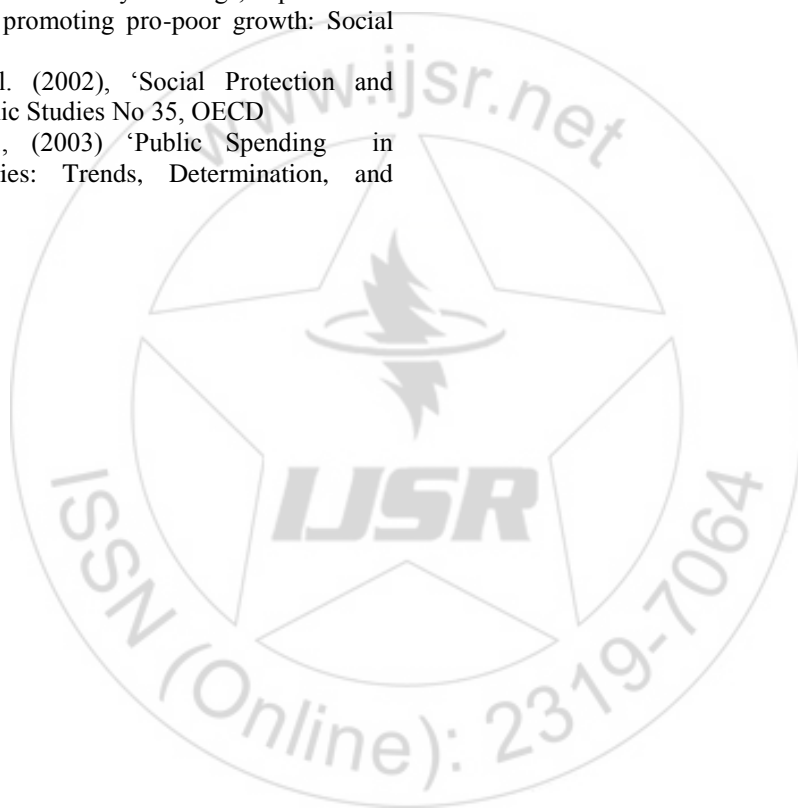 promoting pro-poor growth: Social
l. (2002), ‘Social Protection and
ic Studies No 35, OECD
, (2003) ‘Public Spending in
ies: Trends, Determination, and
www.ijsr.net
IJSR
ISSN (Online): 2319-7064